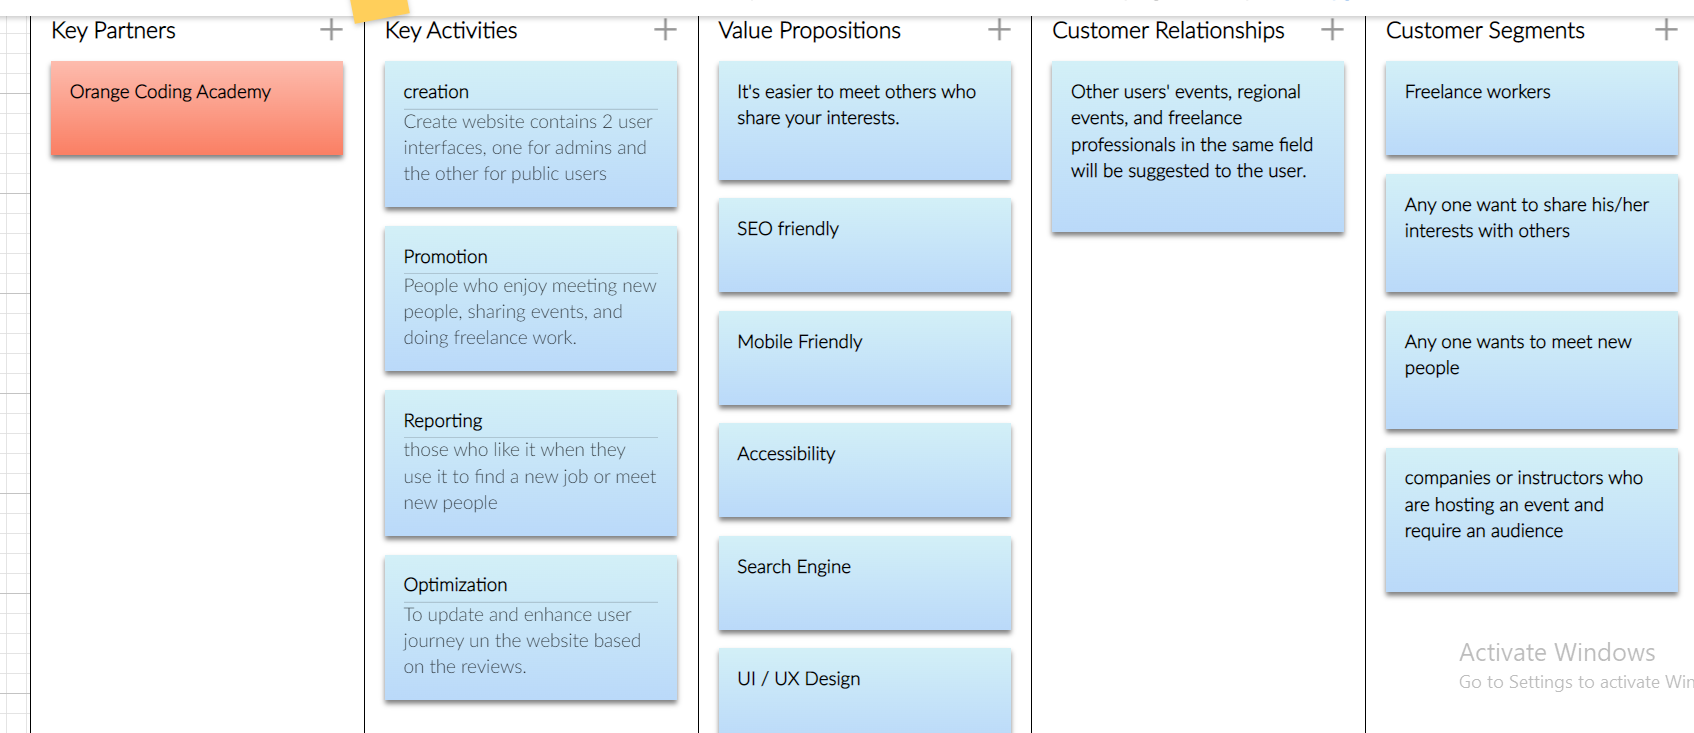 Key Partners
Orange Coding Academy
Key Activities
creation
Create website contains 2 user
interfaces, one for admins and
the other for public users
Promotion
People who enjoy meeting new
people, sharing events, and
doing freelance work.
Reporting
those who like it when they
use it to find a new job or meet
new people
Optimization
To update and enhance user
journey un the website based
on the reviews.
Value Propositions
It's easier to meet others who
share your interests.
SEO friendly
Mobile Friendly
Accessibility
Search Engine
UI / UX Design
Customer Relationships
Other users' events, regional
events, and freelance
professionals in the same field
will be suggested to the user.
Customer Segments
Freelance workers
Any one want to share his/her
interests with others
Any one wants to meet new
people
companies or instructors who
are hosting an event and
require an audience
Activate Windows
Go to Settings to activate Win